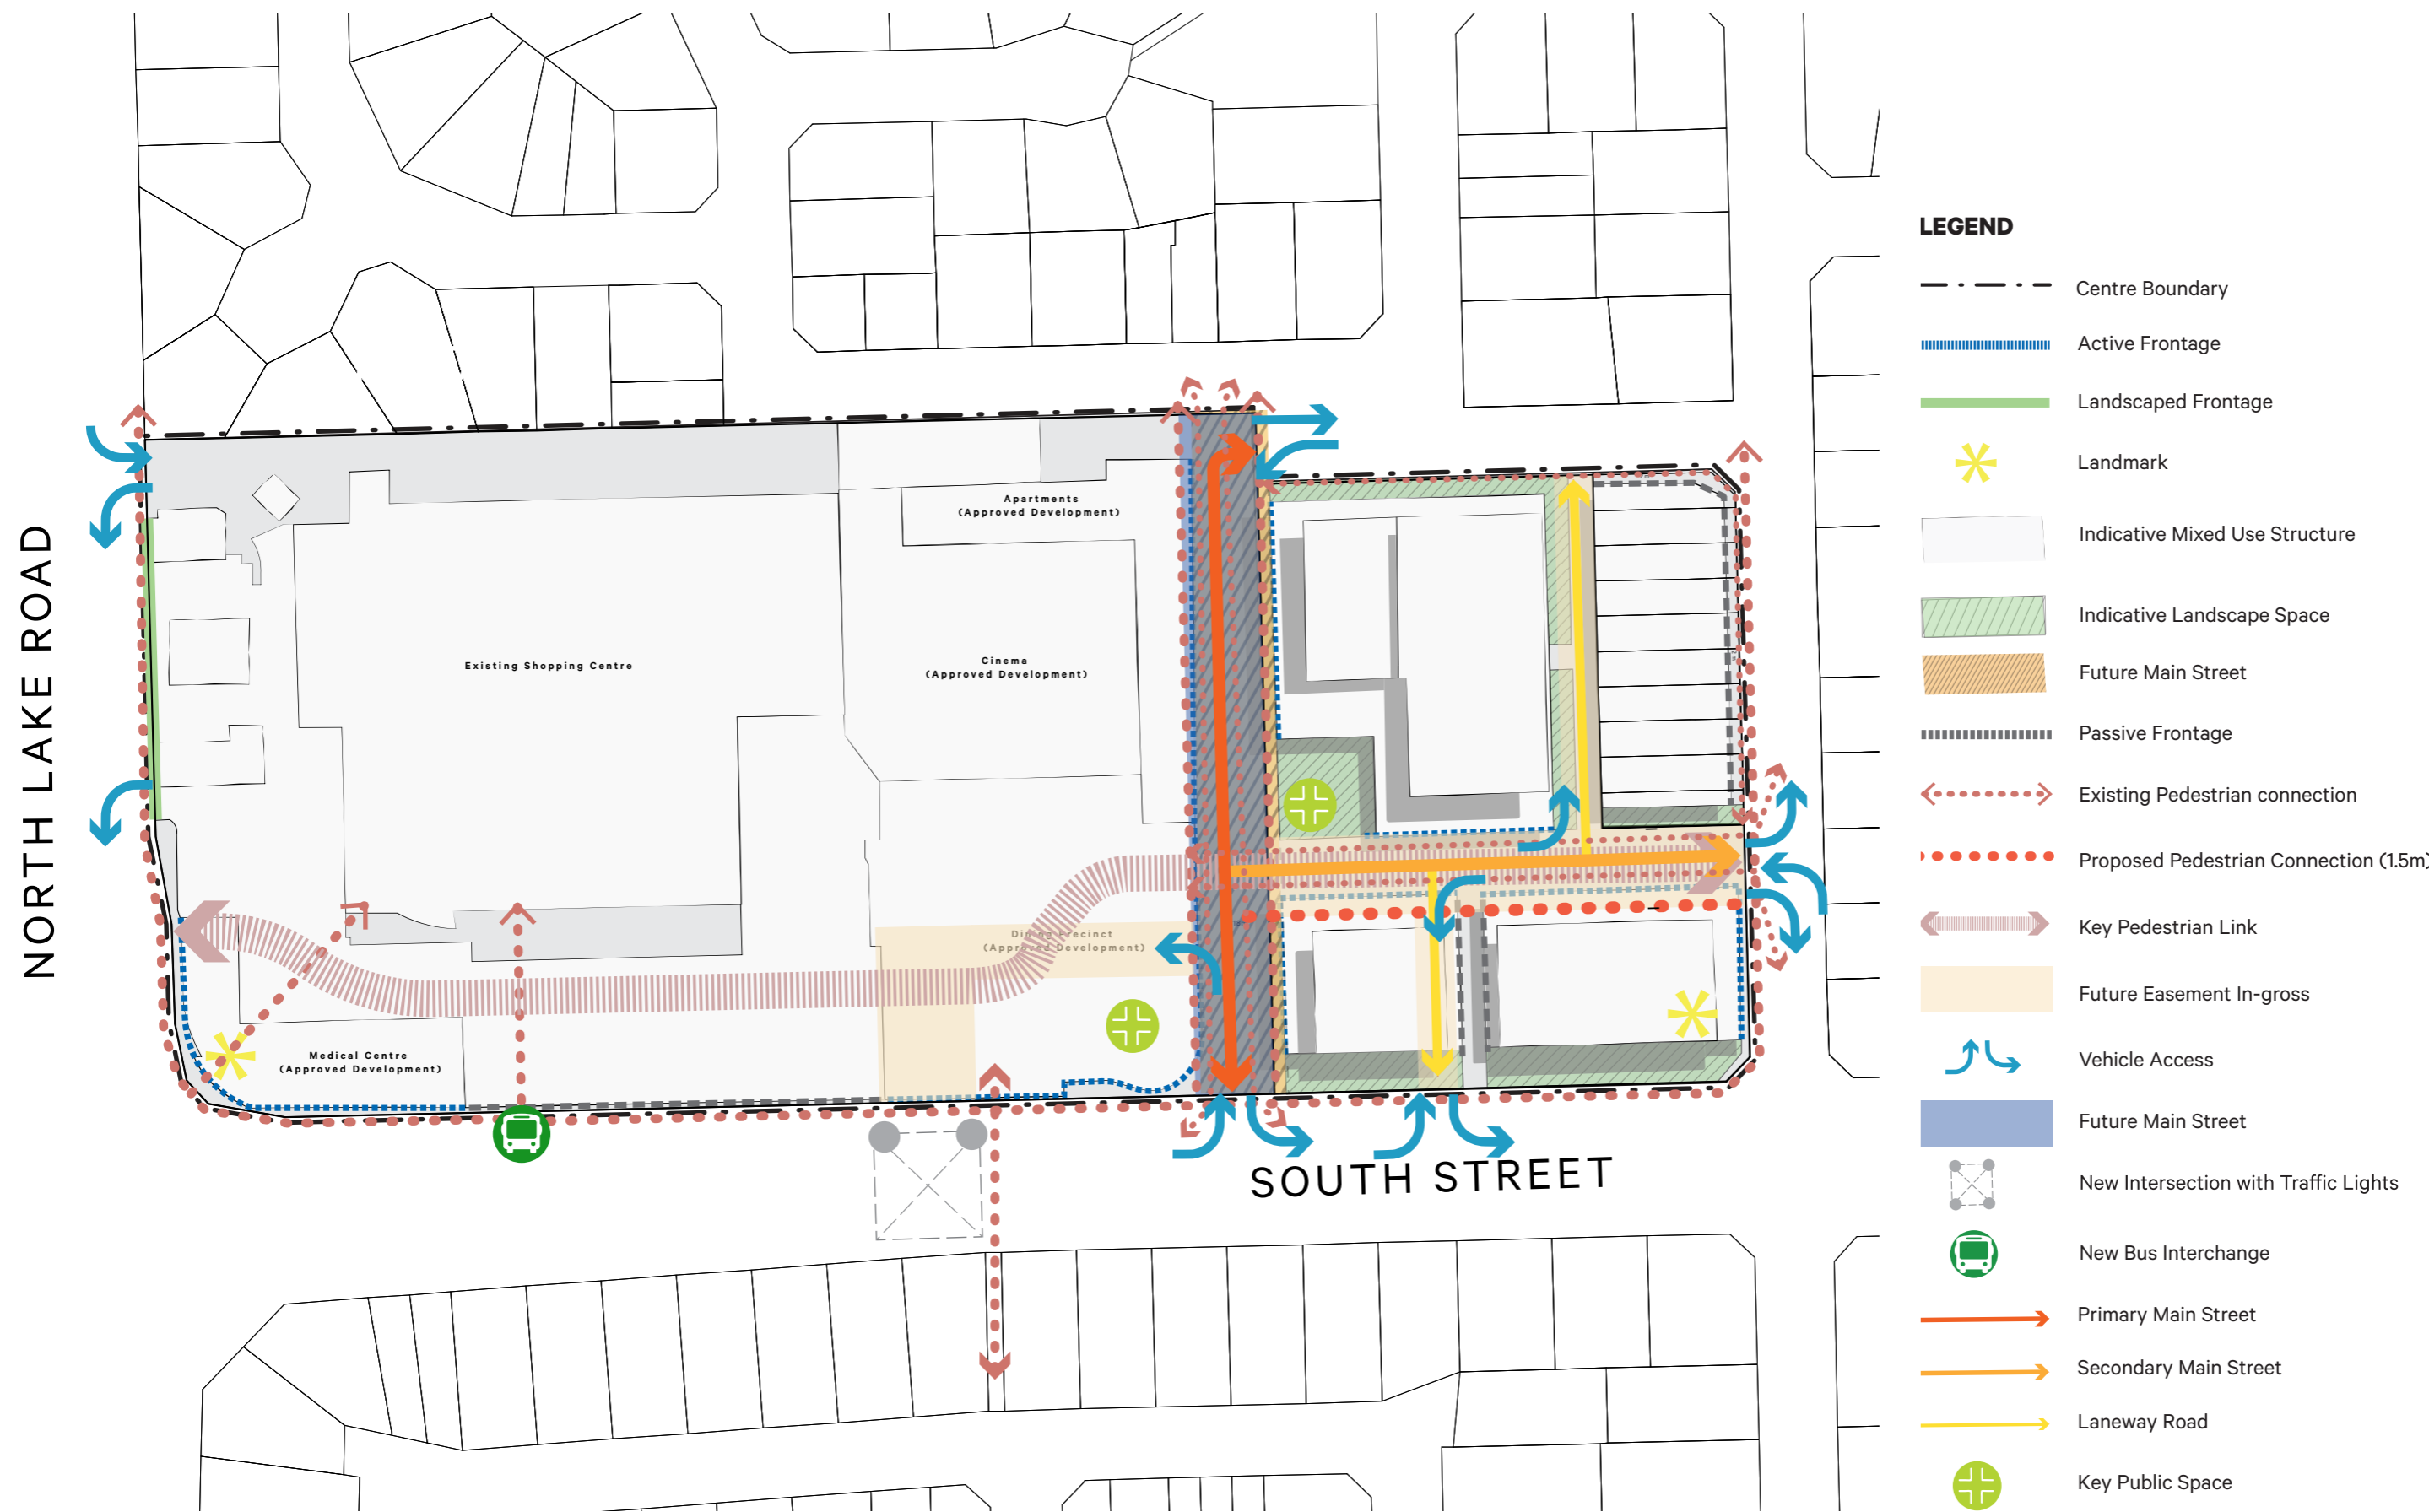 NORTH LAKE ROAD
Apartments
(Approved Development)
Existing Shopping Centre
Cinema
(Approved Development)
Dining Precinct
(Approved Development)
Medical Centre
(Approved Development)
SOUTH STREET
LEGEND
Centre Boundary
Active Frontage
Landscaped Frontage
Landmark
Indicative Mixed Use Structure
Indicative Landscape Space
Future Main Street
Passive Frontage
Existing Pedestrian connection
Proposed Pedestrian Connection (1.5m)
Key Pedestrian Link
Future Easement In-gross
Vehicle Access
Future Main Street
New Intersection with Traffic Lights
New Bus Interchange
Primary Main Street
Secondary Main Street
Laneway Road
Key Public Space